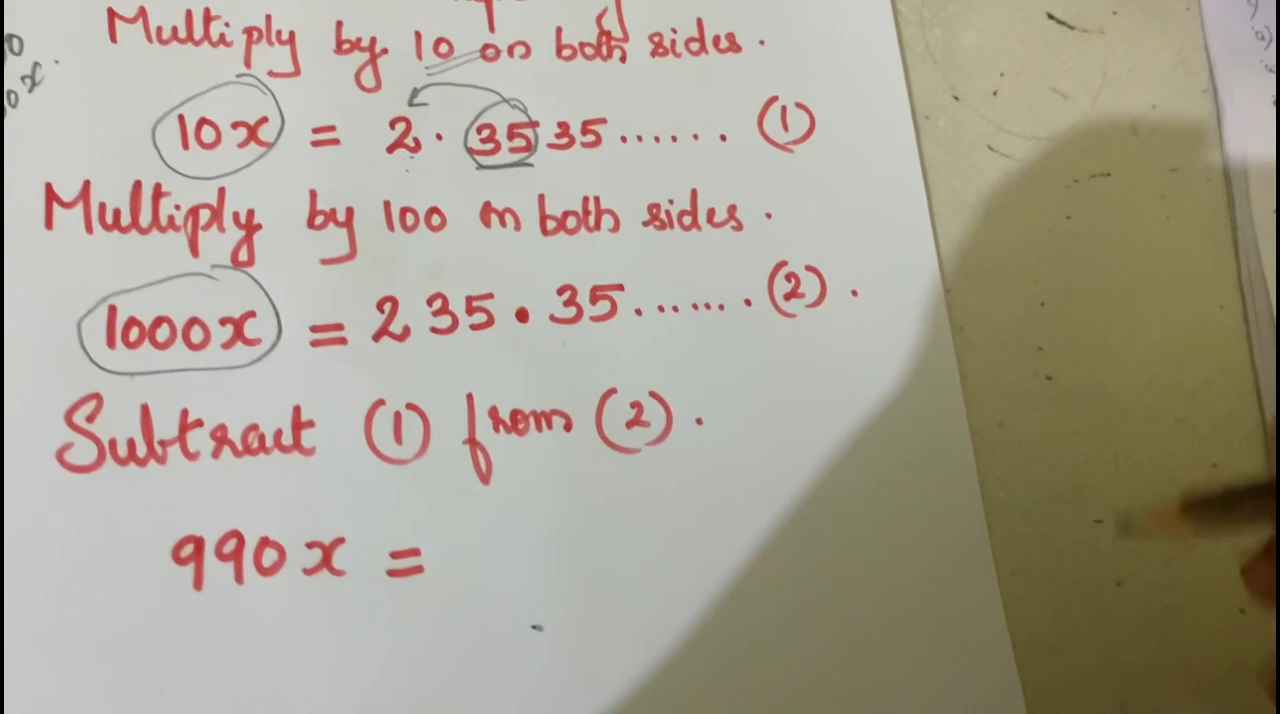 Multiply by 10 on both sides.
10x = 2.3535...... (1)
Multiply by 100 on both sides.
1000x = 235.35....... (2).
Subtract (1) from (2).
990x =